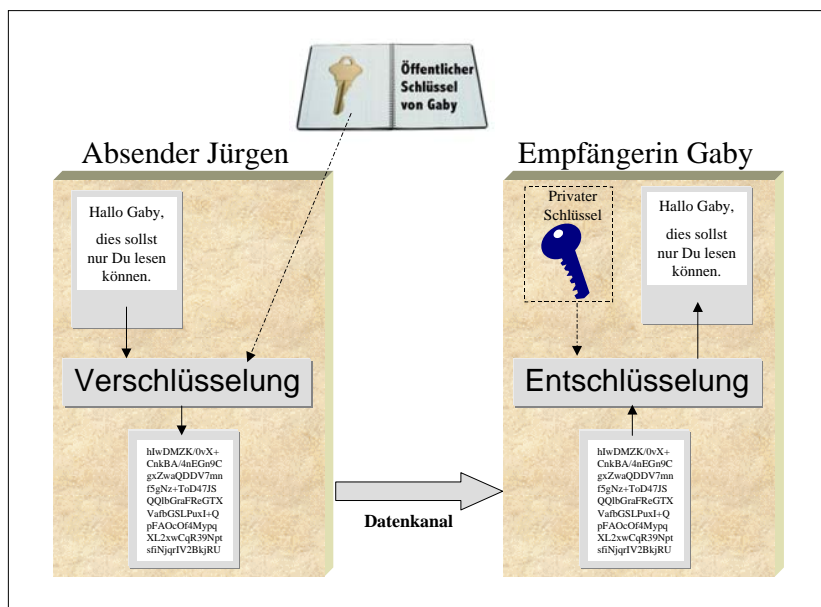 Öffentlicher
Schlüssel
von Gaby
Absender Jürgen
Hallo Gaby,
dies sollst
nur Du lesen
können.
Verschlüsselung
hIwDMZK/0vX+
CnkBA/4nEGn9C
gxZwaQDDV7mn
f5gNz+ToD47JS
QQlbGraFReGTX
VafbGSLPuxI+Q
pFAOcOf4Mypq
XL2xwCqR39Npt
sfiNjqrIV2BkjRU
Datenkanal
Empfängerin Gaby
Privater
Schlüssel
Hallo Gaby,
dies sollst
nur Du lesen
können.
Entschlüsselung
hIwDMZK/0vX+
CnkBA/4nEGn9C
gxZwaQDDV7mn
f5gNz+ToD47JS
QQlbGraFReGTX
VafbGSLPuxI+Q
pFAOcOf4Mypq
XL2xwCqR39Npt
sfiNjqrIV2BkjRU